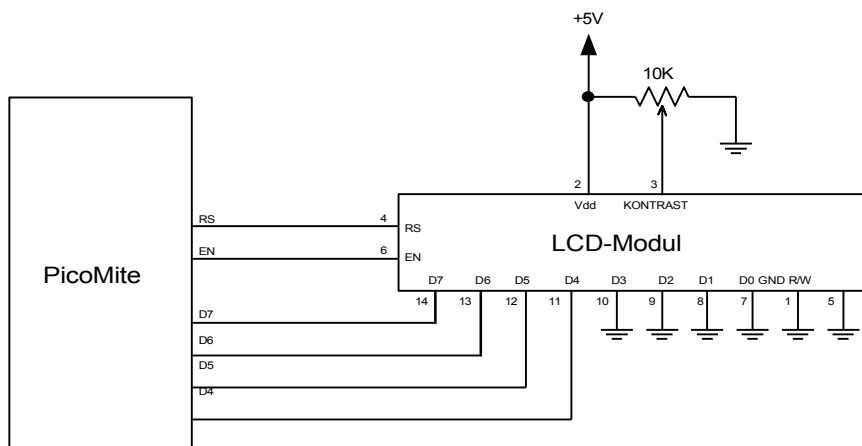 +5V
10K
2 3
Vdd KONTRAST
RS 4 RS
LCD-Modul
EN 6 EN
PicoMite
D7 D6 D5 D4 D3 D2 D1 D0 GND R/W
14 13 12 11 10 9 8 7 1 5
D7
D6
D5
D4